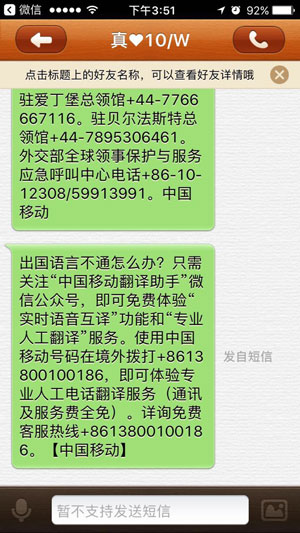 微信
下午3:51
92%
真♥10/W
点击标题上的好友名称，可以查看好友详情哦
驻爱丁堡总领馆+44-7766
667116。驻贝尔法斯特总
领馆+44-7895306461。
外交部全球领事保护与服务
应急呼叫中心电话+86-10-
12308/59913991。中国
移动
出国语言不通怎么办？只需
关注“中国移动翻译助手”微
信公众号，即可免费体验“
实时语音互译”功能和“专业
人工翻译”服务。使用中国
移动号码在境外拨打+8613
800100186，即可体验专
业人工电话翻译服务（通讯
及服务费全免）。详询免费
客服热线+861380010018
6。【中国移动】
发自短信
暂不支持发送短信